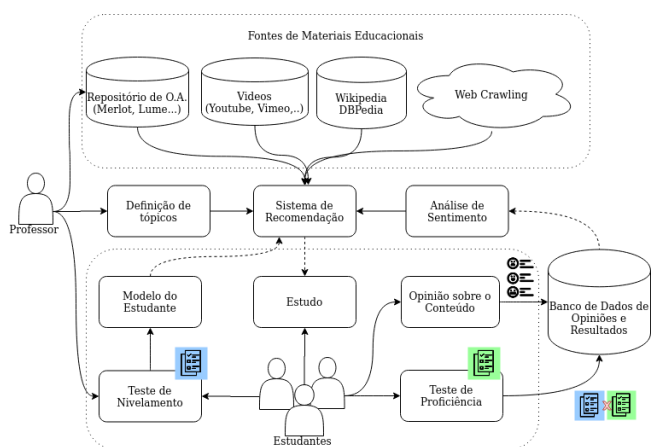 Fontes de Materiais Educacionais
Repositório de O.A.
(Merlot, Lume...)
Videos
(Youtube, Vimeo,..)
Wikipedia
DBPedia
Web Crawling
Professor
Definição de
tópicos
Sistema de
Recomendação
Análise de
Sentimento
Modelo do
Estudante
Estudo
Opinião sobre o
Conteúdo
Banco de Dados de
Opiniões e
Resultados
Teste de
Nivelamento
Estudantes
Teste de
Proficiência
X